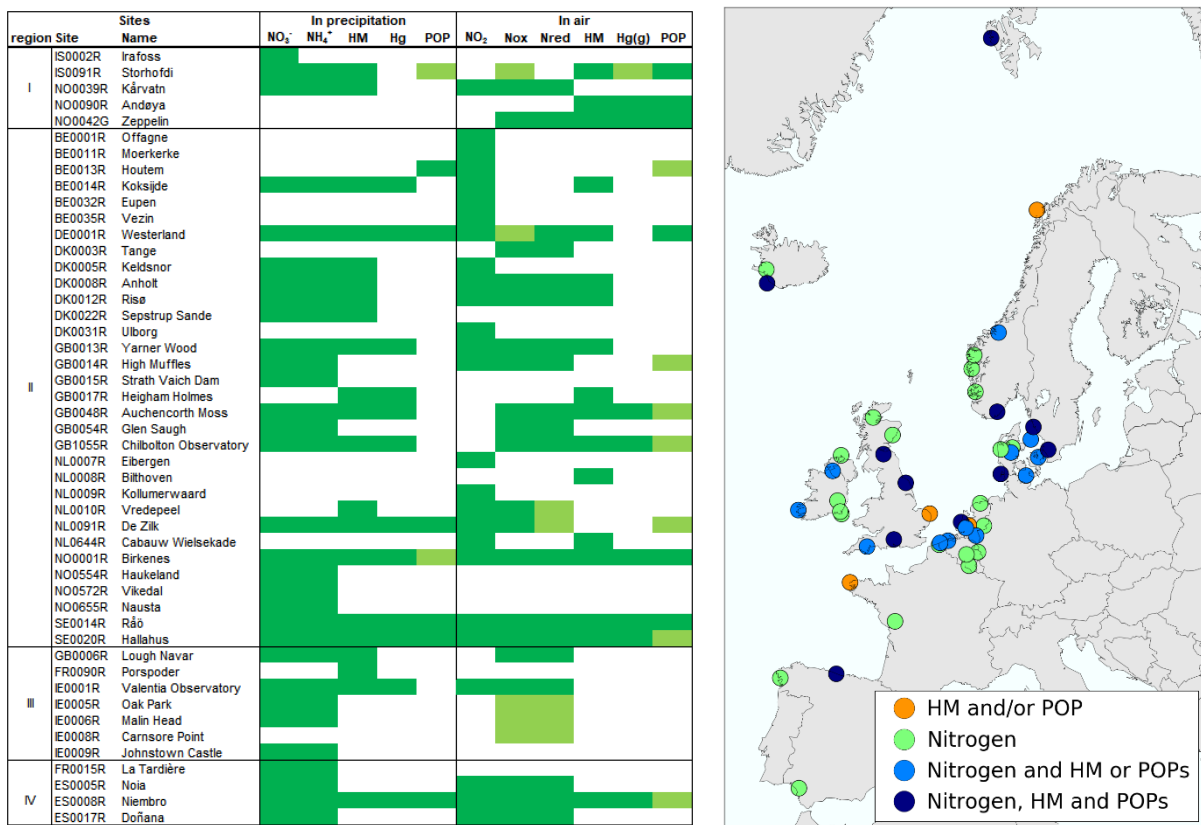 Sites In precipitation In air
region Site Name NO₃⁻ NH₄⁺ HM Hg POP NO₂ Nox Nred HM Hg(g) POP
I
IS0002R Irafoss
IS0091R Storhofdi
NO0039R Kårvatn
NO0090R Andøya
NO0042G Zeppelin
II
BE0001R Offagne
BE0011R Moerkerke
BE0013R Houtem
BE0014R Koksijde
BE0032R Eupen
BE0035R Vezin
DE0001R Westerland
DK0003R Tange
DK0005R Keldsnor
DK0008R Anholt
DK0012R Risø
DK0022R Sepstrup Sande
DK0031R Ulborg
GB0013R Yarner Wood
GB0014R High Muffles
GB0015R Strath Vaich Dam
GB0017R Heigham Holmes
GB0048R Auchencorth Moss
GB0054R Glen Saugh
GB1055R Chilbolton Observatory
NL0007R Eibergen
NL0008R Bilthoven
NL0009R Kollumerwaard
NL0010R Vredepeel
NL0091R De Zilk
NL0644R Cabauw Wielsekade
NO0001R Birkenes
NO0554R Haukeland
NO0572R Vikedal
NO0655R Nausta
SE0014R Råö
SE0020R Hallahus
III
GB0006R Lough Navar
FR0090R Porspoder
IE0001R Valentia Observatory
IE0005R Oak Park
IE0006R Malin Head
IE0008R Carnsore Point
IE0009R Johnstown Castle
IV
FR0015R La Tardière
ES0005R Noia
ES0008R Niembro
ES0017R Doñana
HM and/or POP
Nitrogen
Nitrogen and HM or POPs
Nitrogen, HM and POPs